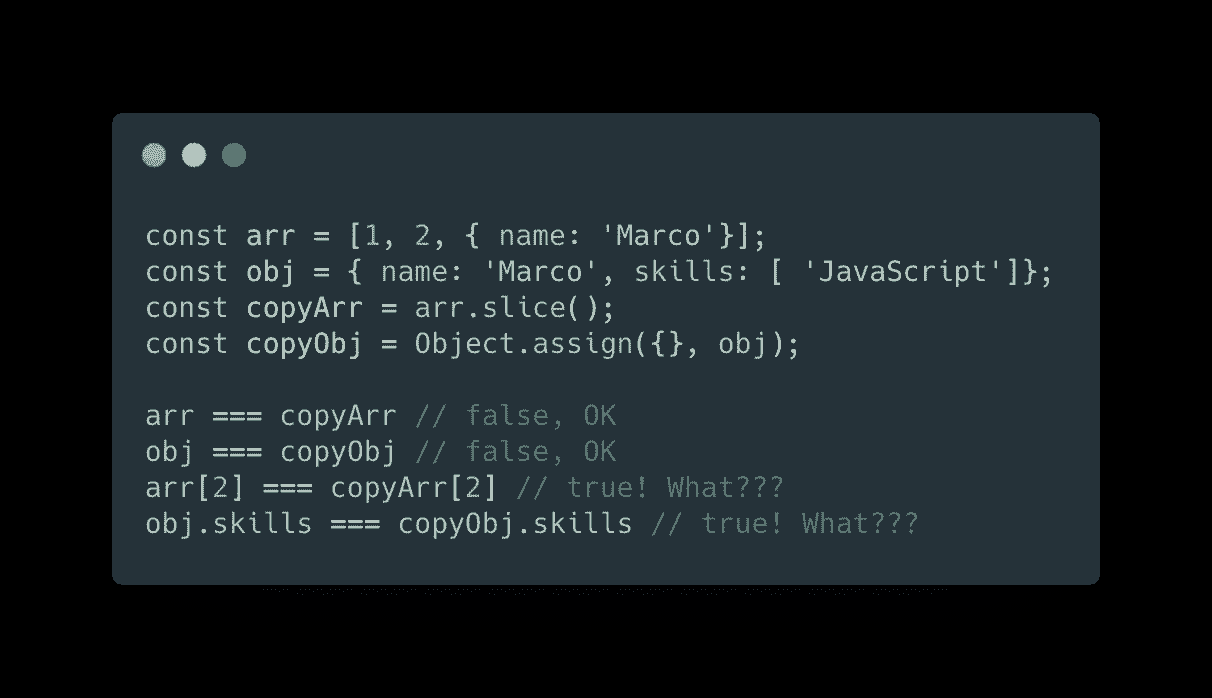 const arr = [1, 2, { name: 'Marco'}];
const obj = { name: 'Marco', skills: [ 'JavaScript']};
const copyArr = arr.slice();
const copyObj = Object.assign({}, obj);
arr === copyArr // false, OK
obj === copyObj // false, OK
arr[2] === copyArr[2] // true! What???
obj.skills === copyObj.skills // true! What???